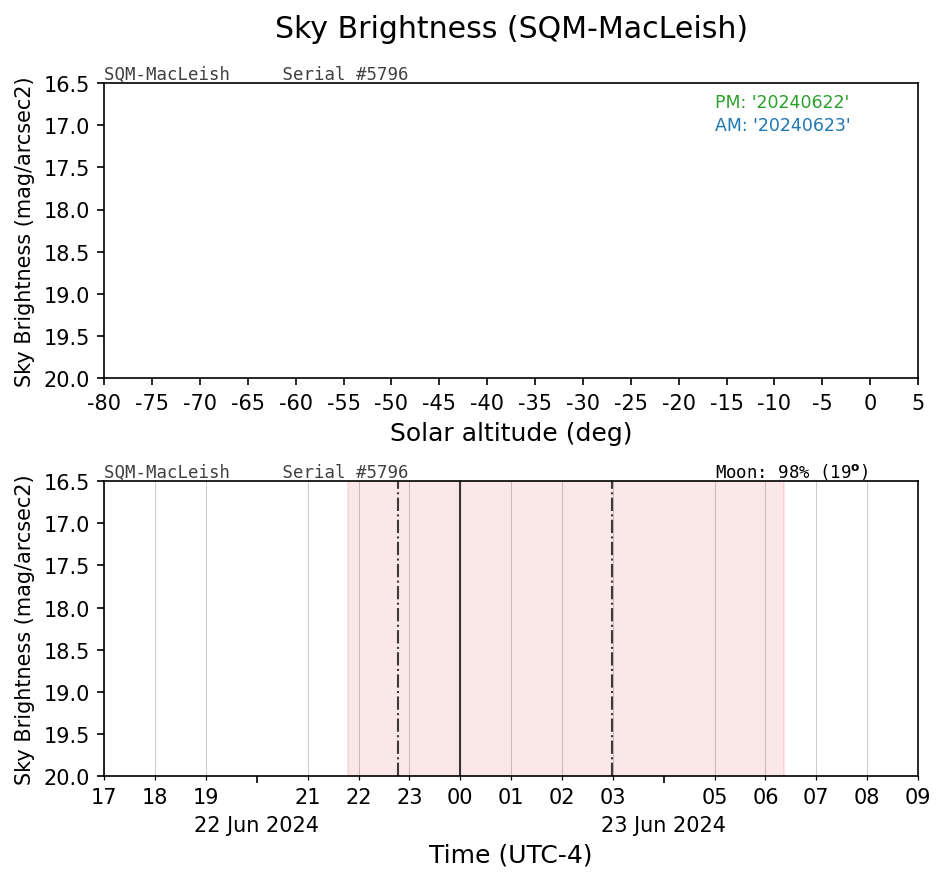 Sky Brightness (SQM-MacLeish)
SQM-MacLeish Serial #5796
PM: '20240622'
AM: '20240623'
Sky Brightness (mag/arcsec2)
16.5
17.0
17.5
18.0
18.5
19.0
19.5
20.0
-80 -75 -70 -65 -60 -55 -50 -45 -40 -35 -30 -25 -20 -15 -10 -5 0 5
Solar altitude (deg)
SQM-MacLeish Serial #5796 Moon: 98% (19°)
Sky Brightness (mag/arcsec2)
16.5
17.0
17.5
18.0
18.5
19.0
19.5
20.0
17 18 19 21 22 23 00 01 02 03 05 06 07 08 09
22 Jun 2024 23 Jun 2024
Time (UTC-4)